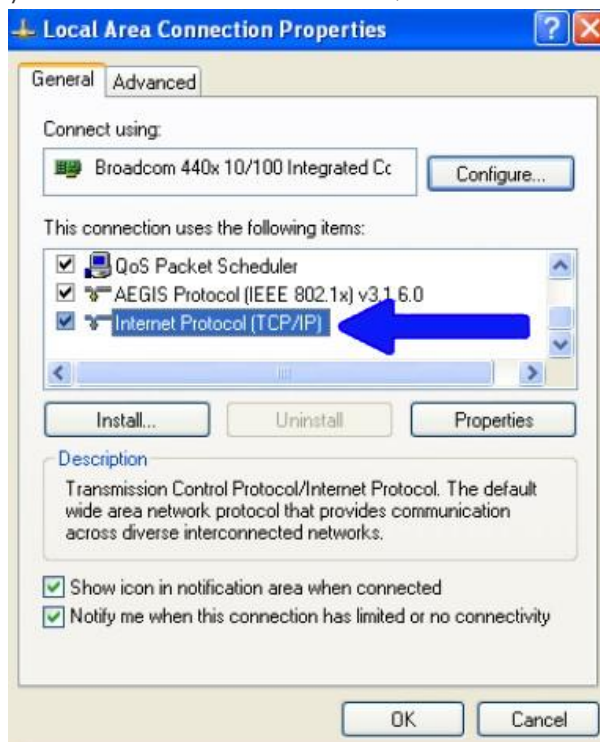 Local Area Connection Properties
General
Advanced
Connect using:
Broadcom 440x 10/100 Integrated Cc
Configure...
This connection uses the following items:
QoS Packet Scheduler
AEGIS Protocol (IEEE 802.1x) v3.1.6.0
Internet Protocol (TCP/IP)
Install...
Uninstall
Properties
Description
Transmission Control Protocol/Internet Protocol. The default
wide area network protocol that provides communication
across diverse interconnected networks.
Show icon in notification area when connected
Notify me when this connection has limited or no connectivity
OK
Cancel